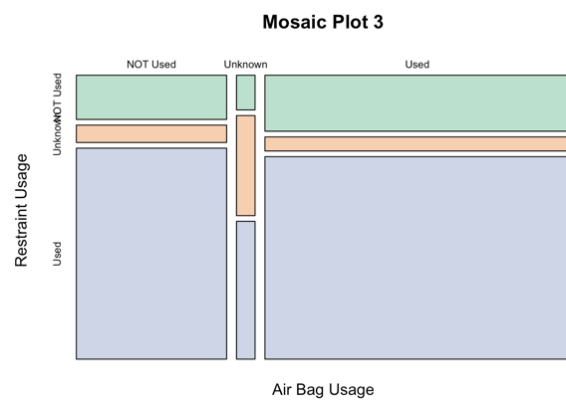 Mosaic Plot 3
NOT Used
Unknown
Used
NOT Used
Unknown
Used
Restraint Usage
Air Bag Usage